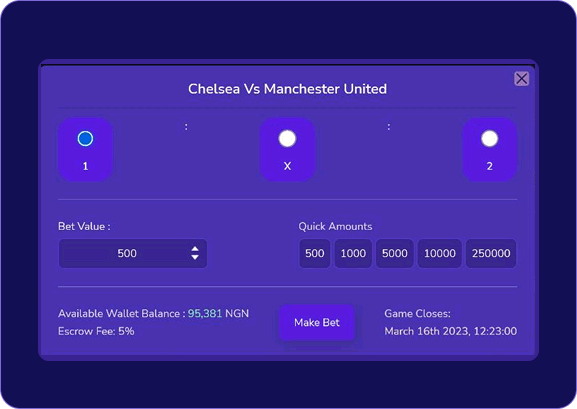 Chelsea Vs Manchester United
: :
1 X 2
Bet Value :
Quick Amounts
500
500 1000 5000 10000 250000
Available Wallet Balance : 95,381 NGN
Escrow Fee: 5%
Make Bet
Game Closes:
March 16th 2023, 12:23:00